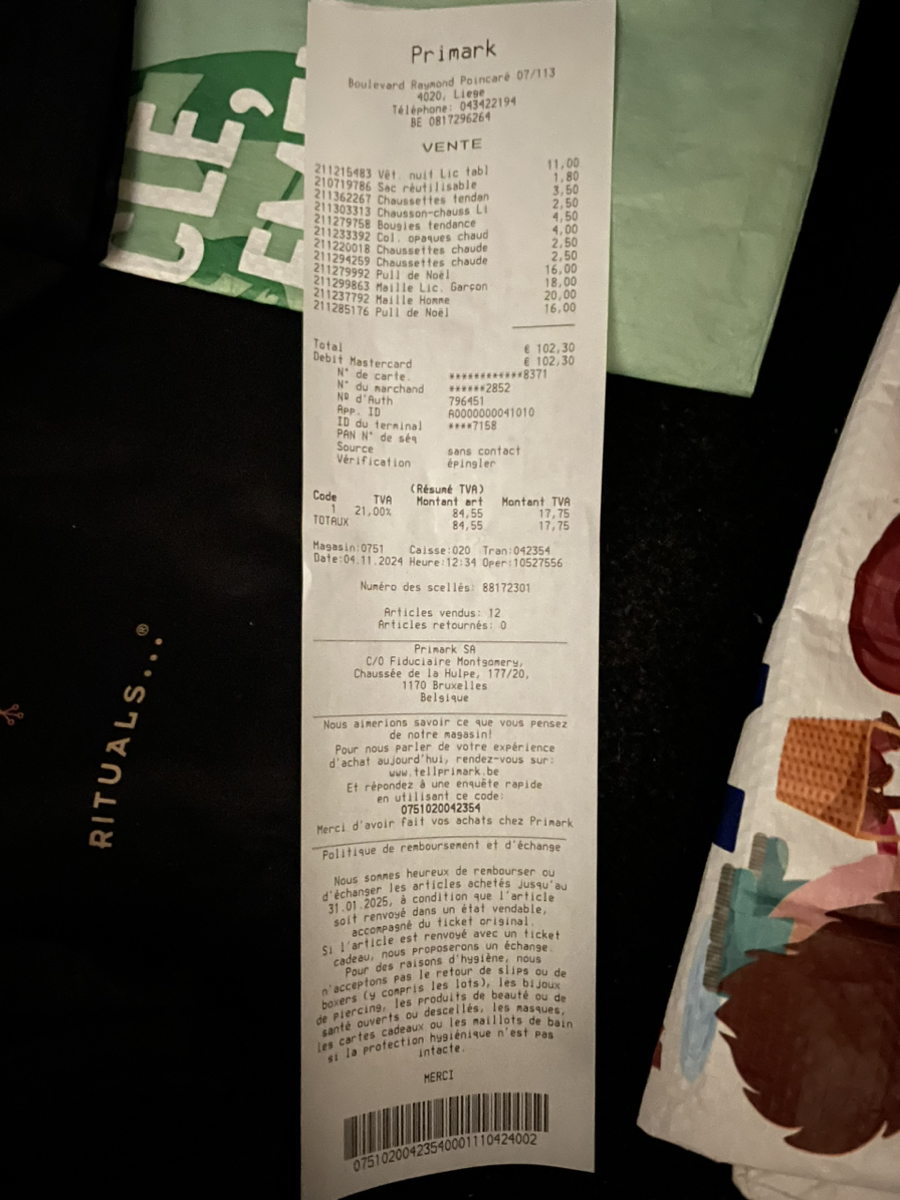 CLE,
Primark
Boulevard Raymond Poincaré 07/113
4020, Liege
Téléphone: 043422194
BE 0817296264
VENTE
211215483 Vêt. nuit Lic tabl 11,00
210719786 Sac réutilisable 1,80
211362267 Chaussettes tendan 3,50
211303313 Chausson-chauss Li 2,50
211279758 Bougies tendance 4,50
211233392 Col. opaques chaud 4,00
211220018 Chaussettes chaude 2,50
211294259 Chaussettes chaude 2,50
211279992 Pull de Noël 16,00
211299863 Maille Lic. Garçon 18,00
211237792 Maille Homme 20,00
211285176 Pull de Noël 16,00
Total € 102,30
Debit Mastercard € 102,30
N° de carte. ************8371
N° du marchand ******2852
Nº d'Auth 796451
App. ID A0000000041010
ID du terminal ****7158
PAN N° de séq
Source sans contact
Vérification épingler
(Résumé TVA)
Code TVA Montant art Montant TVA
1 21,00% 84,55 17,75
TOTAUX 84,55 17,75
Magasin:0751 Caisse:020 Tran:042354
Date:04.11.2024 Heure:12:34 Oper:10527556
Numéro des scellés: 88172301
Articles vendus: 12
Articles retournés: 0
Primark SA
C/O Fiduciaire Montgomery,
Chaussée de la Hulpe, 177/20,
1170 Bruxelles
Belgique
Nous aimerions savoir ce que vous pensez
de notre magasin!
Pour nous parler de votre expérience
d'achat aujourd'hui, rendez-vous sur:
www.tellprimark.be
Et répondez à une enquête rapide
en utilisant ce code:
0751020042354
Merci d'avoir fait vos achats chez Primark
Politique de remboursement et d'échange
Nous sommes heureux de rembourser ou
d'échanger les articles achetés jusqu'au
31.01.2025, à condition que l'article
soit renvoyé dans un état vendable,
accompagné du ticket original.
Si l'article est renvoyé avec un ticket
cadeau, nous proposerons un échange.
Pour des raisons d'hygiène, nous
n'acceptons pas le retour de slips ou de
boxers (y compris les lots), les bijoux
de piercing, les produits de beauté ou de
santé ouverts ou descellés, les masques,
les cartes cadeaux ou les maillots de bain
si la protection hygiénique n'est pas
intacte.
MERCI
07510200423540001110424002
RITUALS...®